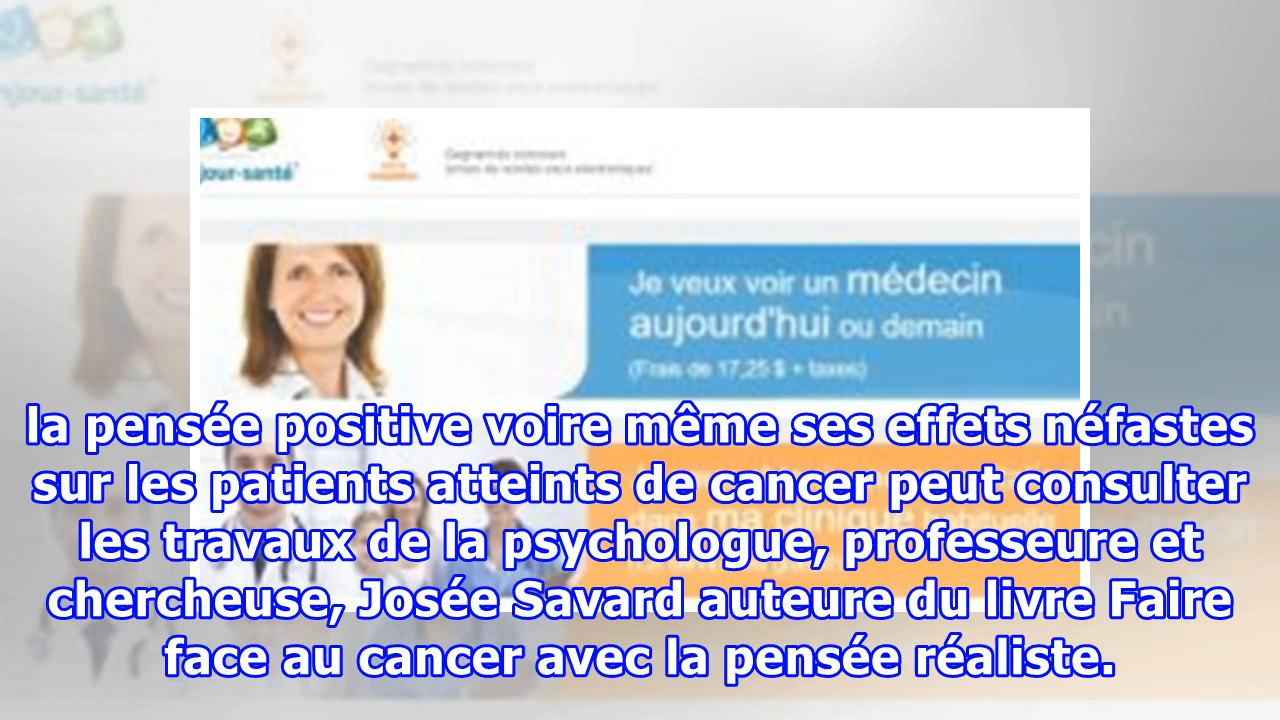 jour-santé
Je veux voir un médecin
aujourd'hui ou demain
(Frais de 17,25 $ + taxes)
la pensée positive voire même ses effets néfastes
sur les patients atteints de cancer peut consulter
les travaux de la psychologue, professeure et
chercheuse, Josée Savard auteure du livre Faire
face au cancer avec la pensée réaliste.